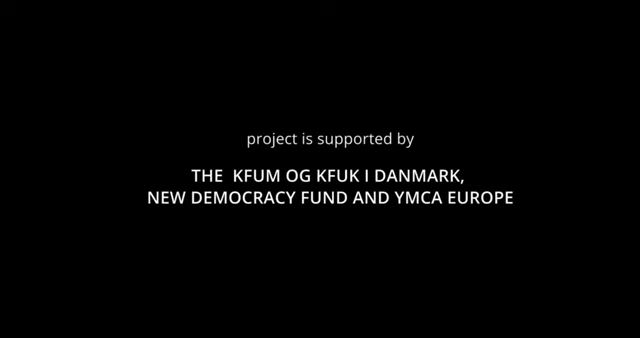 project is supported by
THE KFUM OG KFUK I DANMARK,
NEW DEMOCRACY FUND AND YMCA EUROPE